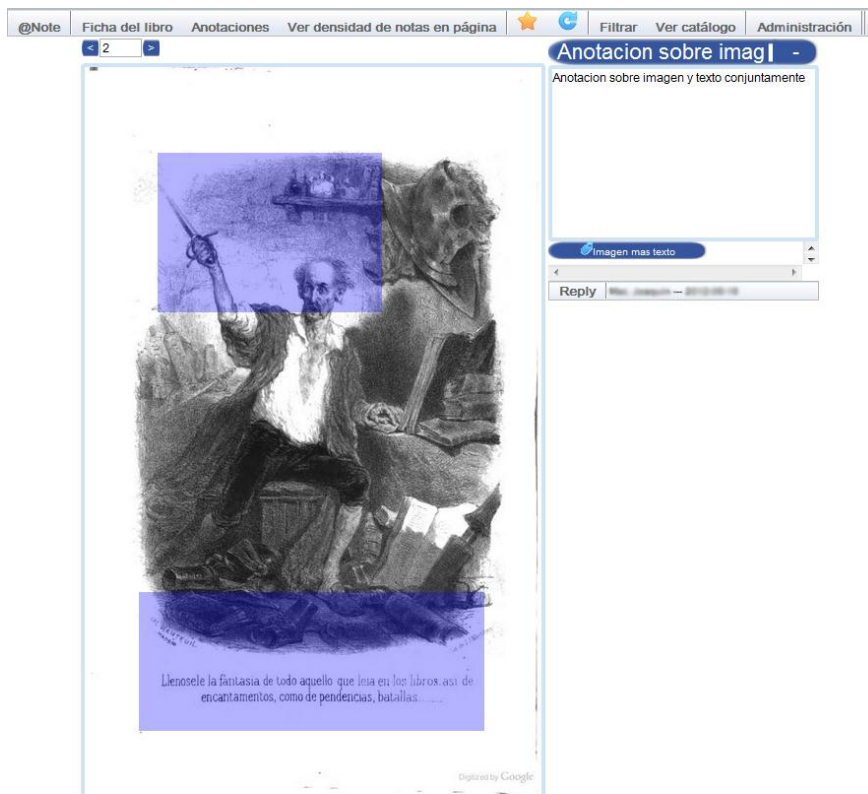 @Note Ficha del libro Anotaciones Ver densidad de notas en página Filtrar Ver catálogo Administración
< 2 >
Anotacion sobre imag -
Anotacion sobre imagen y texto conjuntamente
Imagen mas texto
Reply
Llenosele la fantasia de todo aquello que leia en los libros. asi de
encantamentos, como de pendencias, batallas........
Digitized by Google